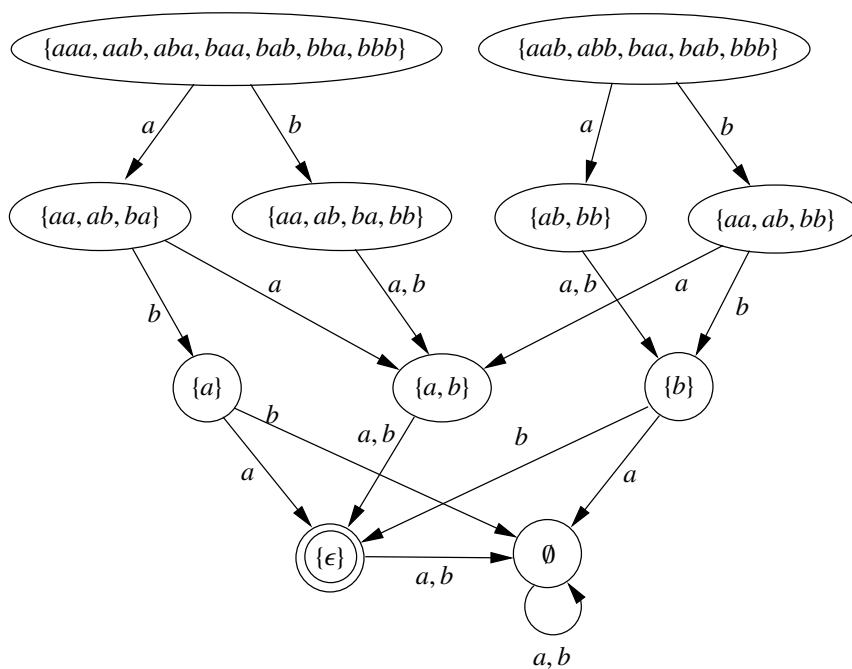 {aaa, aab, aba, baa, bab, bba, bbb} {aab, abb, baa, bab, bbb}
a b a b
{aa, ab, ba} {aa, ab, ba, bb} {ab, bb} {aa, ab, bb}
a a, b a, b a
b b
{a} {a, b} {b}
b a, b b
a a
{ϵ} ∅
a, b
a, b